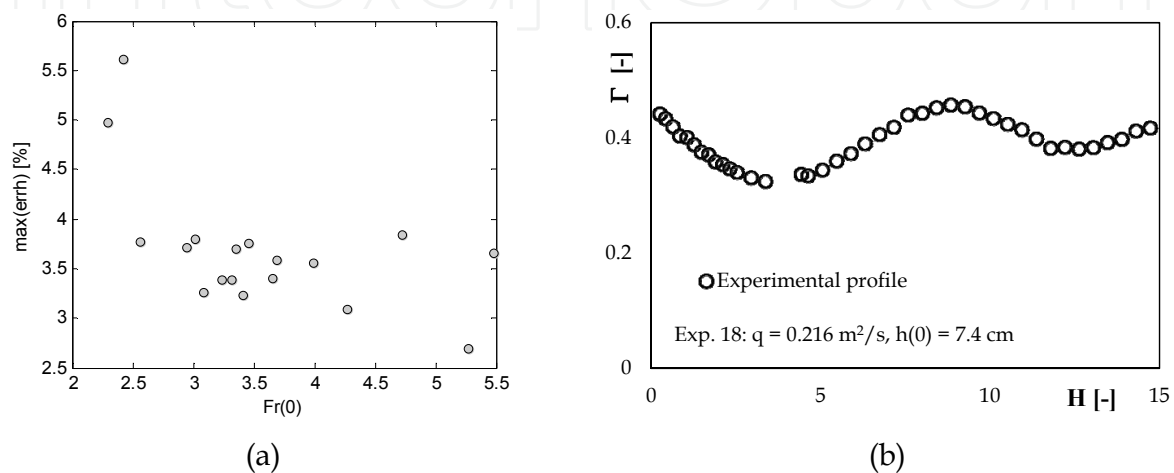 6
5.5
5
4.5
4
3.5
3
2.5
max(errh) [%]
2 2.5 3 3.5 4 4.5 5 5.5
Fr(0)
(a)
0.6
Γ [-]
0.4
0.2
Experimental profile
Exp. 18: q = 0.216 m²/s, h(0) = 7.4 cm
0
0 5 10 H [-] 15
(b)